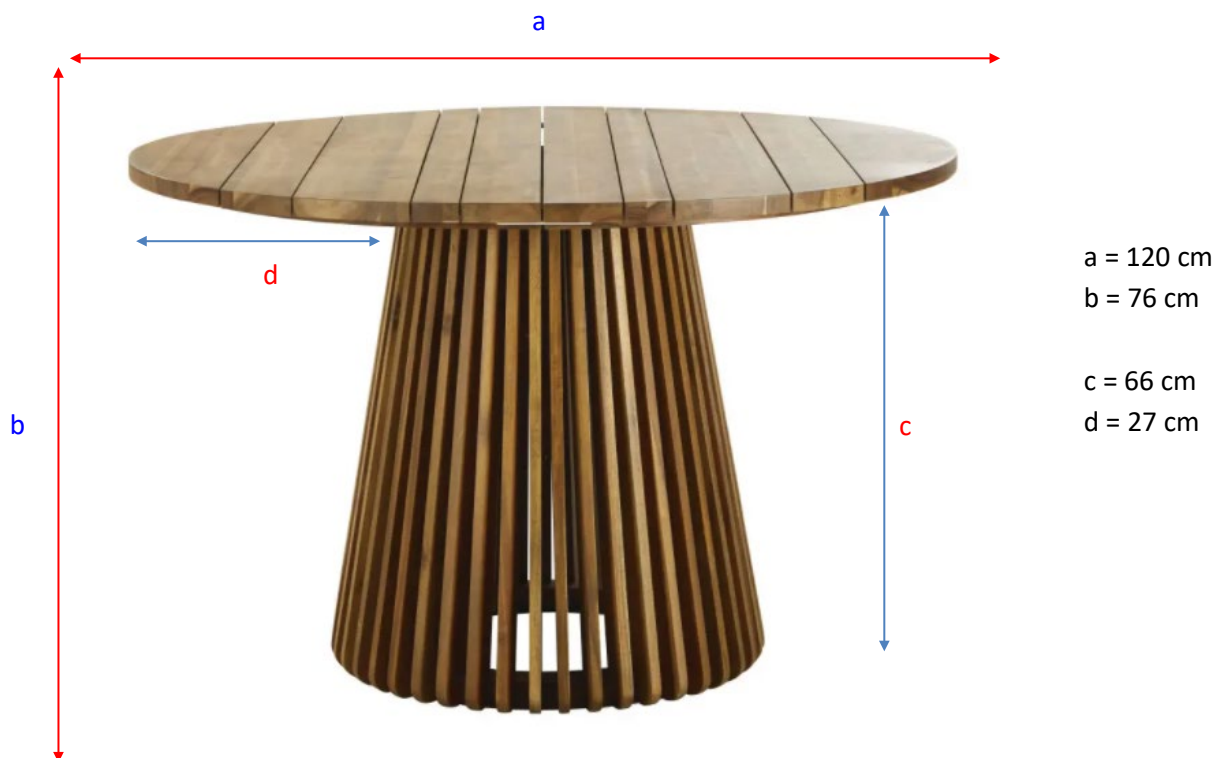 a
d
a = 120 cm
b = 76 cm
c = 66 cm
d = 27 cm
b
c